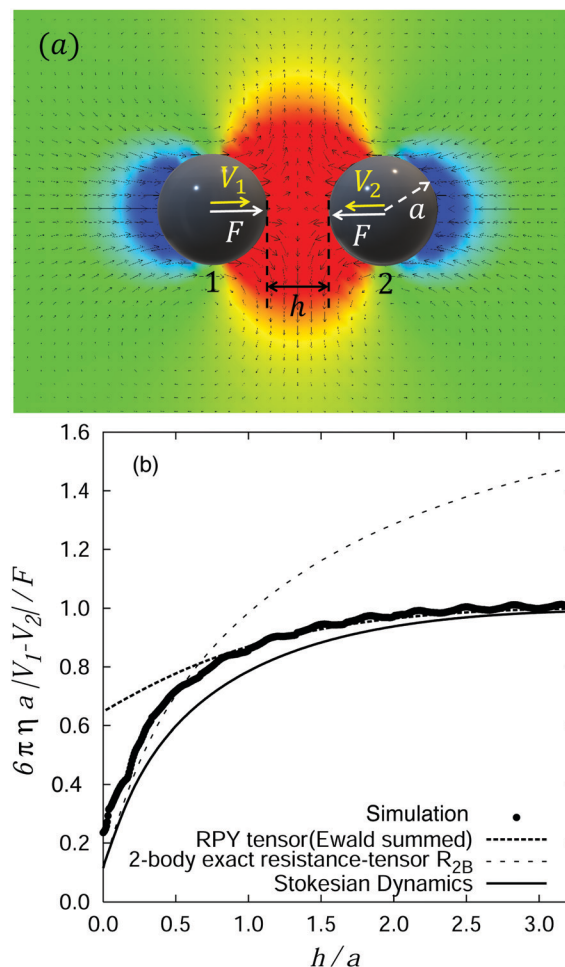 (a)
V₁ V₂
F F a
1 2
h
1.6
(b)
1.4
1.2
1.0
0.8
0.6
0.4
0.2
0.0
6πη a |V₁-V₂| / F
Simulation
RPY tensor(Ewald summed)
2-body exact resistance-tensor R₂B
Stokesian Dynamics
0.0 0.5 1.0 1.5 2.0 2.5 3.0
h/a